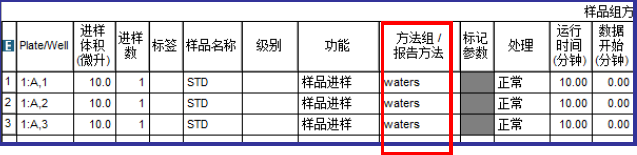 样品组方
E Plate/Well 进样体积(微升) 进样数 标签 样品名称 级别 功能 方法组 / 报告方法 标记参数 处理 运行时间(分钟) 数据开始(分钟)
1 1:A,1 10.0 1 STD 样品进样 waters 正常 10.00 0.00
2 1:A,2 10.0 1 STD 样品进样 waters 正常 10.00 0.00
3 1:A,3 10.0 1 STD 样品进样 waters 正常 10.00 0.00